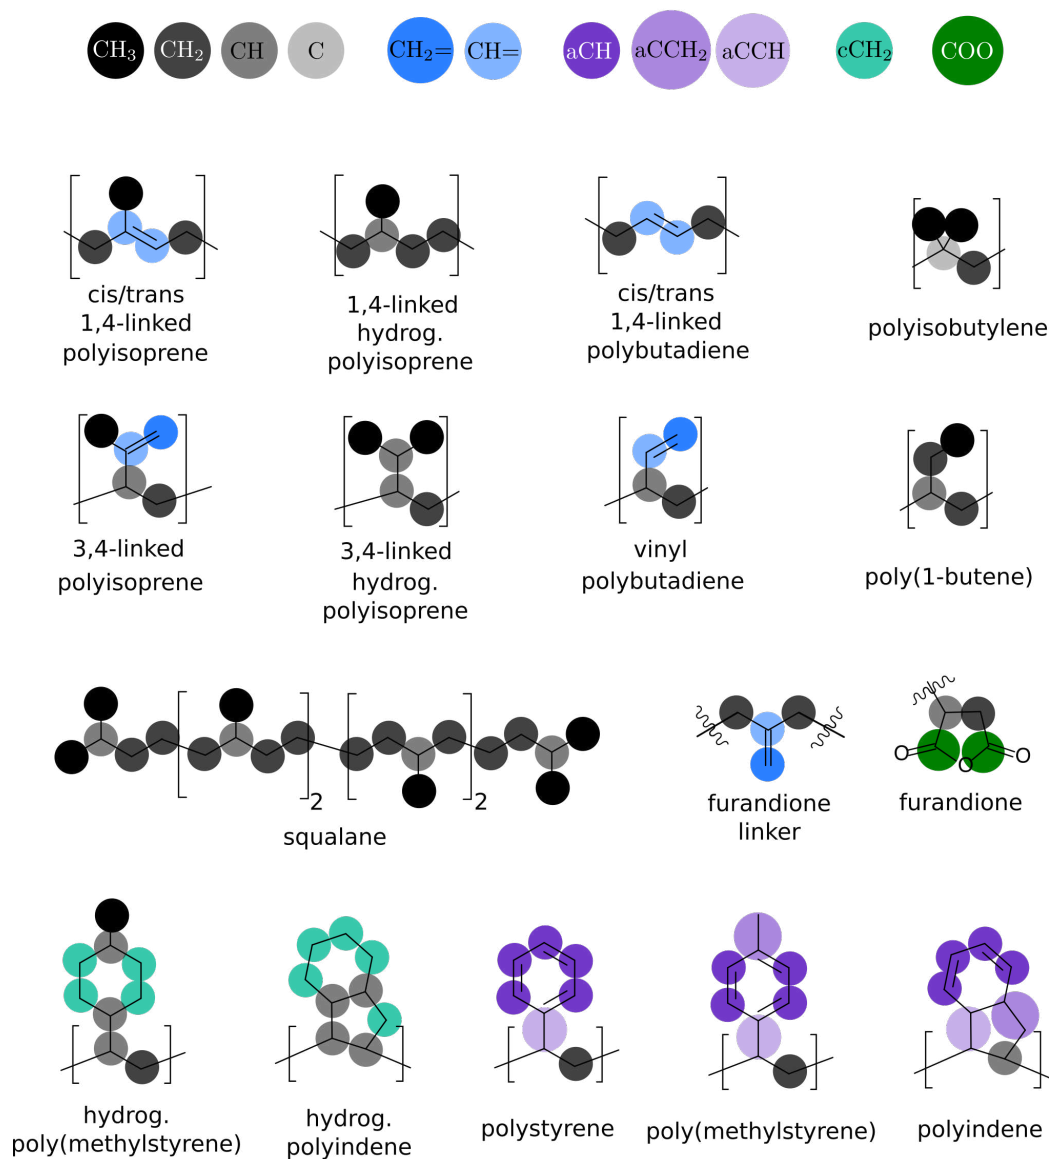 CH₃ CH₂ CH C CH₂= CH= aCH aCCH₂ aCCH cCH₂ COO
cis/trans
1,4-linked
polyisoprene
1,4-linked
hydrog.
polyisoprene
cis/trans
1,4-linked
polybutadiene
polyisobutylene
3,4-linked
polyisoprene
3,4-linked
hydrog.
polyisoprene
vinyl
polybutadiene
poly(1-butene)
2
2
squalane
furandione
linker
O
O
O
furandione
hydrog.
poly(methylstyrene)
hydrog.
polyindene
polystyrene
poly(methylstyrene)
polyindene